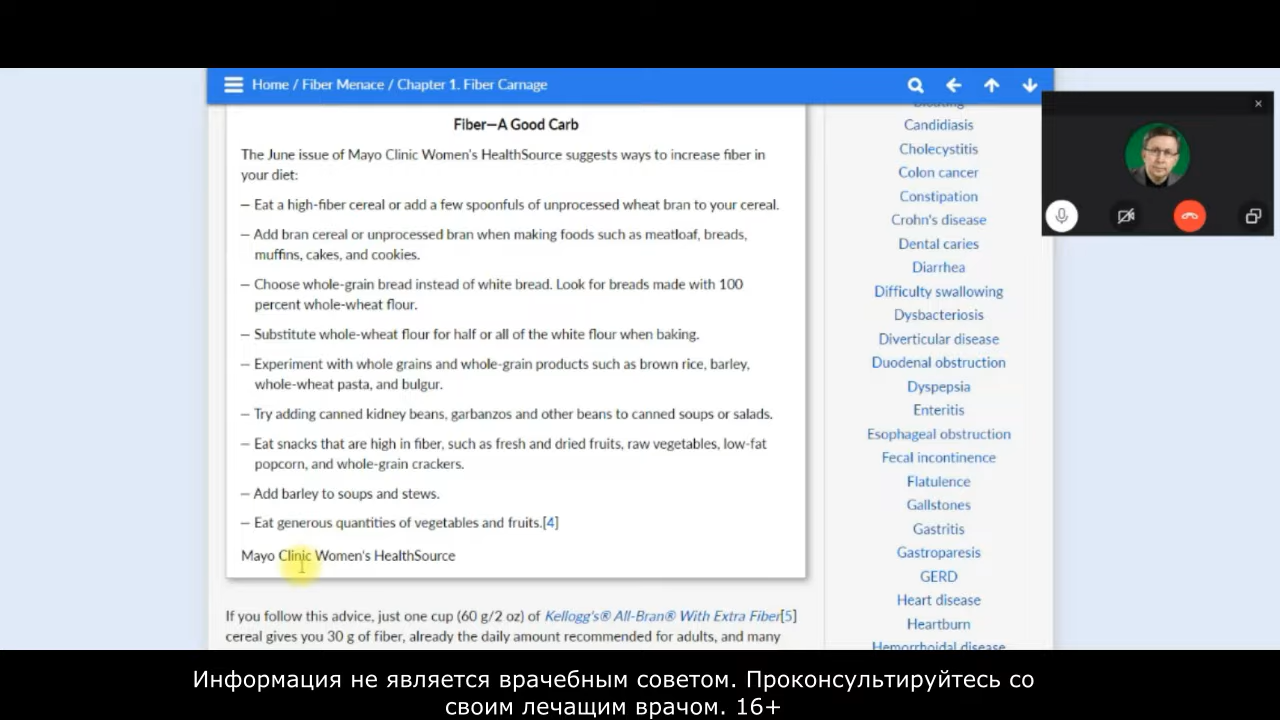 Home / Fiber Menace / Chapter 1. Fiber Carnage
Fiber—A Good Carb
The June issue of Mayo Clinic Women's HealthSource suggests ways to increase fiber in
your diet:
— Eat a high-fiber cereal or add a few spoonfuls of unprocessed wheat bran to your cereal.
— Add bran cereal or unprocessed bran when making foods such as meatloaf, breads,
muffins, cakes, and cookies.
— Choose whole-grain bread instead of white bread. Look for breads made with 100
percent whole-wheat flour.
— Substitute whole-wheat flour for half or all of the white flour when baking.
— Experiment with whole grains and whole-grain products such as brown rice, barley,
whole-wheat pasta, and bulgur.
— Try adding canned kidney beans, garbanzos and other beans to canned soups or salads.
— Eat snacks that are high in fiber, such as fresh and dried fruits, raw vegetables, low-fat
popcorn, and whole-grain crackers.
— Add barley to soups and stews.
— Eat generous quantities of vegetables and fruits.[4]
Mayo Clinic Women's HealthSource
If you follow this advice, just one cup (60 g/2 oz) of Kellogg's® All-Bran® With Extra Fiber[5]
cereal gives you 30 g of fiber, already the daily amount recommended for adults, and many
Bloating
Candidiasis
Cholecystitis
Colon cancer
Constipation
Crohn's disease
Dental caries
Diarrhea
Difficulty swallowing
Dysbacteriosis
Diverticular disease
Duodenal obstruction
Dyspepsia
Enteritis
Esophageal obstruction
Fecal incontinence
Flatulence
Gallstones
Gastritis
Gastroparesis
GERD
Heart disease
Heartburn
Hemorrhoidal disease
Информация не является врачебным советом. Проконсультируйтесь со
своим лечащим врачом. 16+